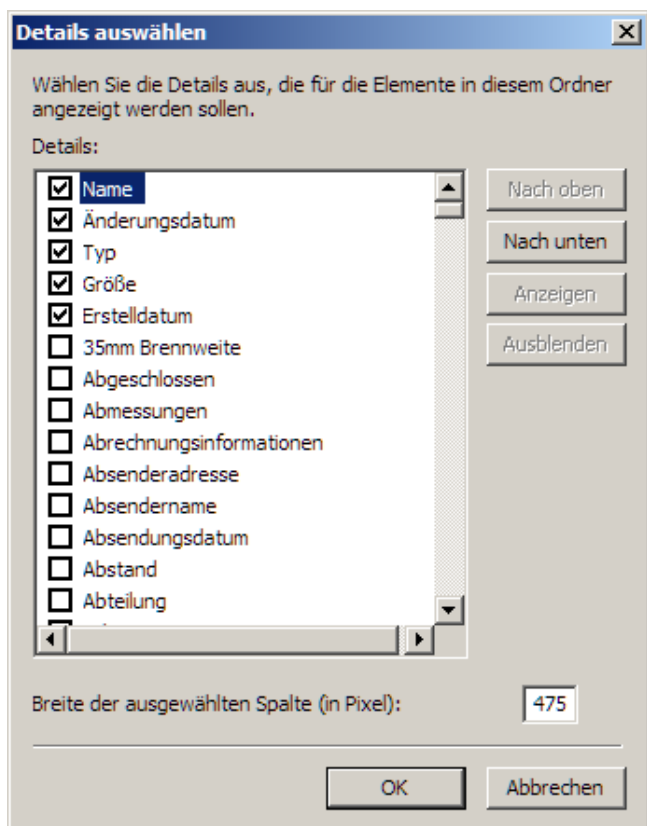 Details auswählen
Wählen Sie die Details aus, die für die Elemente in diesem Ordner
angezeigt werden sollen.
Details:
Name
Änderungsdatum
Typ
Größe
Erstelldatum
35mm Brennweite
Abgeschlossen
Abmessungen
Abrechnungsinformationen
Absenderadresse
Absendername
Absendungsdatum
Abstand
Abteilung
Nach oben
Nach unten
Anzeigen
Ausblenden
Breite der ausgewählten Spalte (in Pixel):
475
OK
Abbrechen